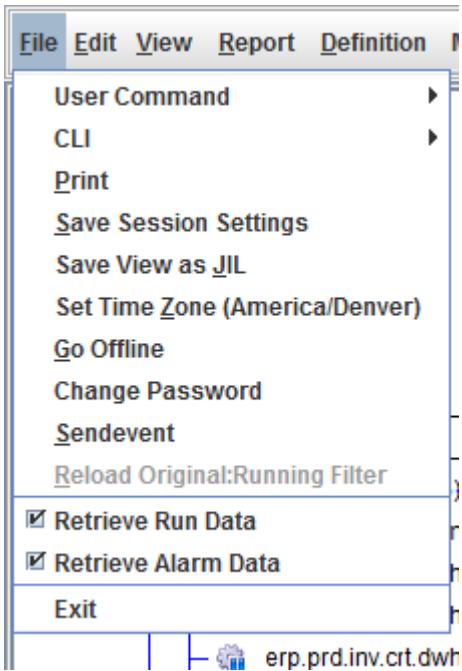 File Edit View Report Definition
User Command
CLI
Print
Save Session Settings
Save View as JIL
Set Time Zone (America/Denver)
Go Offline
Change Password
Sendevent
Reload Original:Running Filter
Retrieve Run Data
Retrieve Alarm Data
Exit
erp.prd.inv.crt.dwh